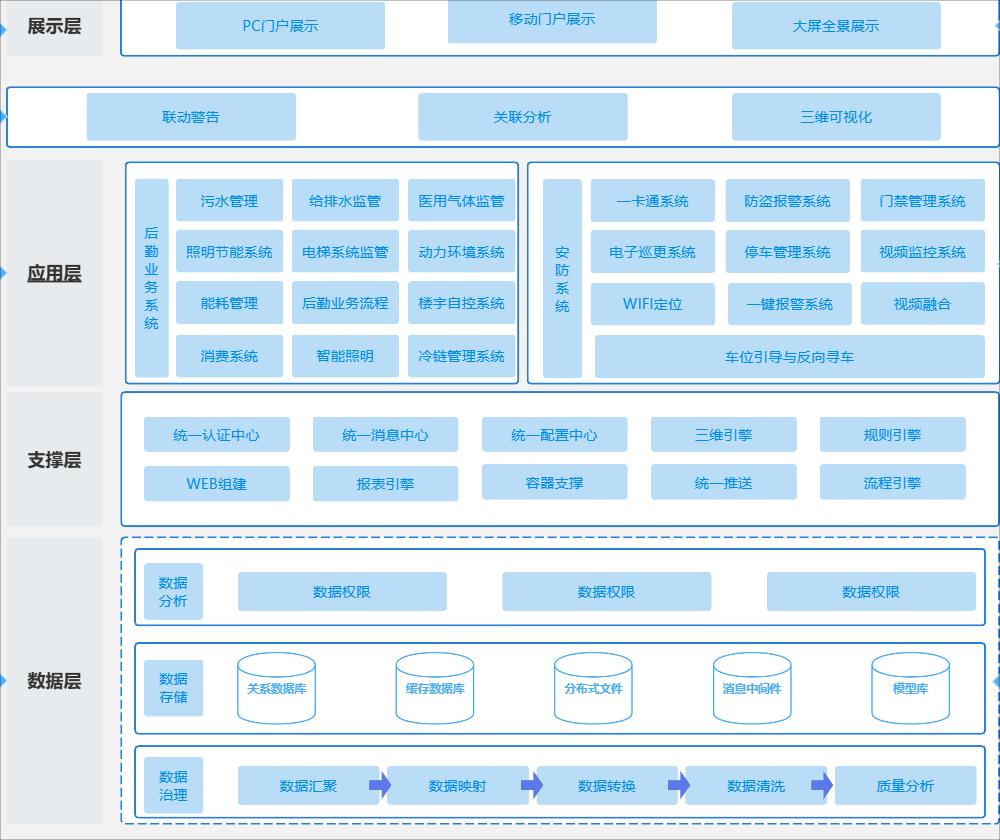 展示层
PC门户展示
移动门户展示
大屏全景展示
联动警告
关联分析
三维可视化
应用层
后勤业务系统
污水管理
给排水监管
医用气体监管
照明节能系统
电梯系统监管
动力环境系统
能耗管理
后勤业务流程
楼宇自控系统
消费系统
智能照明
冷链管理系统
安防系统
一卡通系统
防盗报警系统
门禁管理系统
电子巡更系统
停车管理系统
视频监控系统
WIFI定位
一键报警系统
视频融合
车位引导与反向寻车
支撑层
统一认证中心
统一消息中心
统一配置中心
三维引擎
规则引擎
WEB组建
报表引擎
容器支撑
统一推送
流程引擎
数据层
数据
分析
数据权限
数据权限
数据权限
数据
存储
关系数据库
缓存数据库
分布式文件
消息中间件
模型库
数据
治理
数据汇聚
数据映射
数据转换
数据清洗
质量分析